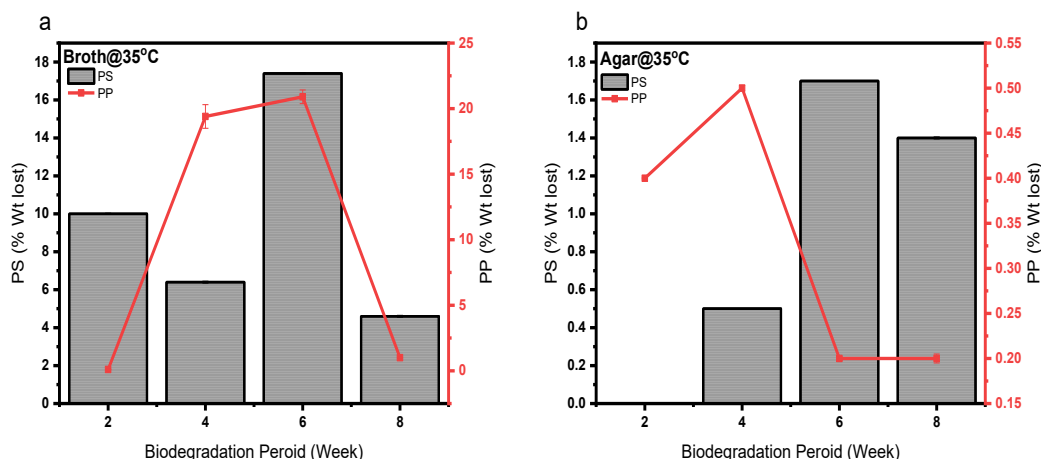 a
Broth@35°C
PS
PP
18
16
14
12
10
8
6
4
2
0
PS (% Wt lost)
25
20
15
10
5
0
PP (% Wt lost)
2 4 6 8
Biodegradation Peroid (Week)
b
Agar@35°C
PS
PP
1.8
1.6
1.4
1.2
1.0
0.8
0.6
0.4
0.2
0.0
PS (% Wt lost)
0.55
0.50
0.45
0.40
0.35
0.30
0.25
0.20
0.15
PP (% Wt lost)
2 4 6 8
Biodegradation Peroid (Week)